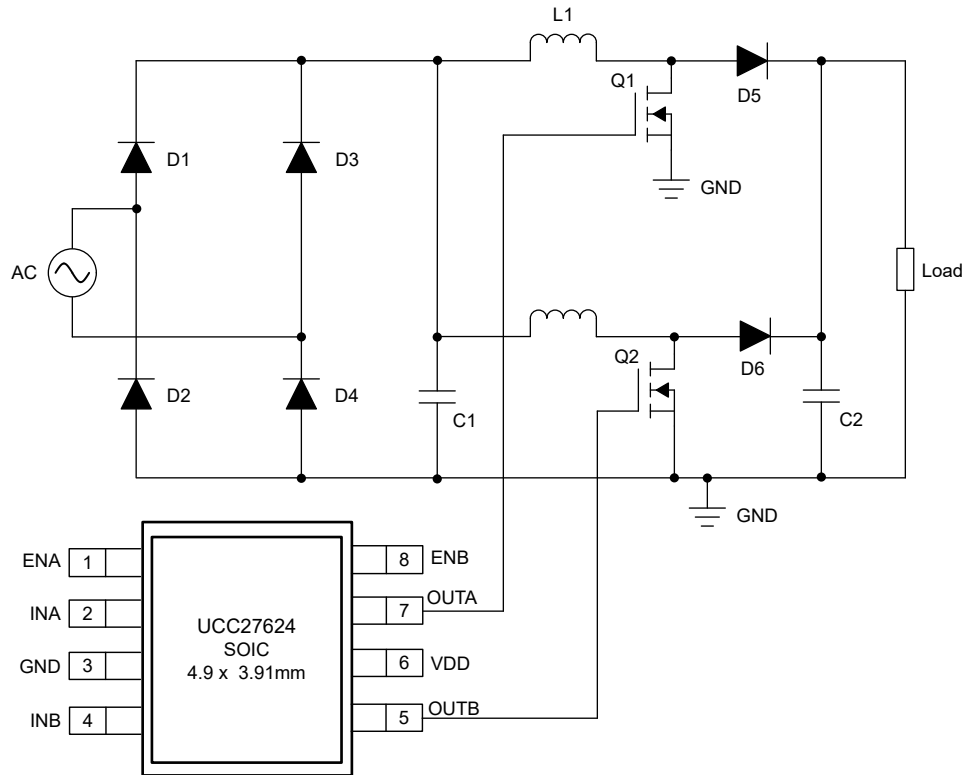 L1
Q1
D5
D1
D3
GND
AC
Load
Q2
D6
D2
D4
C1
C2
GND
ENA 1
8 ENB
INA 2
7 OUTA
UCC27624
SOIC
4.9 x 3.91mm
GND 3
6 VDD
INB 4
5 OUTB